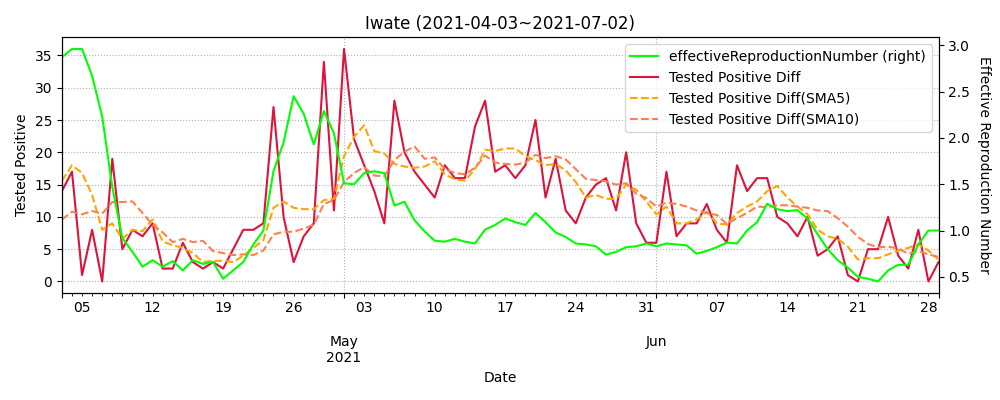 Iwate (2021-04-03~2021-07-02)
effectiveReproductionNumber (right)
Tested Positive Diff
Tested Positive Diff(SMA5)
Tested Positive Diff(SMA10)
Tested Positive
35
30
25
20
15
10
5
0
3.0
2.5
2.0
1.5
1.0
0.5
Effective Reproduction Number
05 12 19 26 03 10 17 24 31 07 14 21 28
May Jun
2021
Date